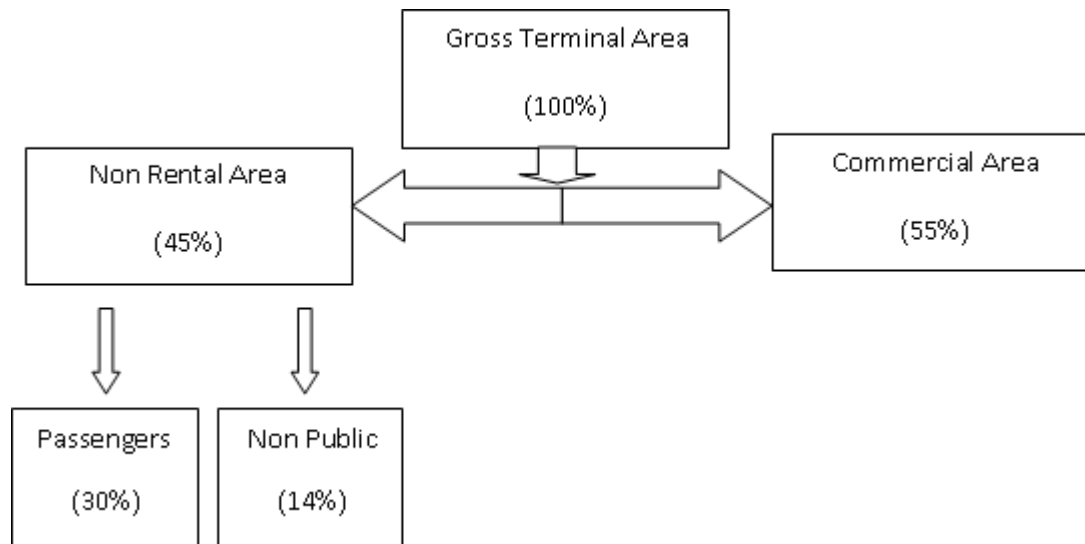 Gross Terminal Area
(100%)
Non Rental Area
(45%)
Commercial Area
(55%)
Passengers
(30%)
Non Public
(14%)